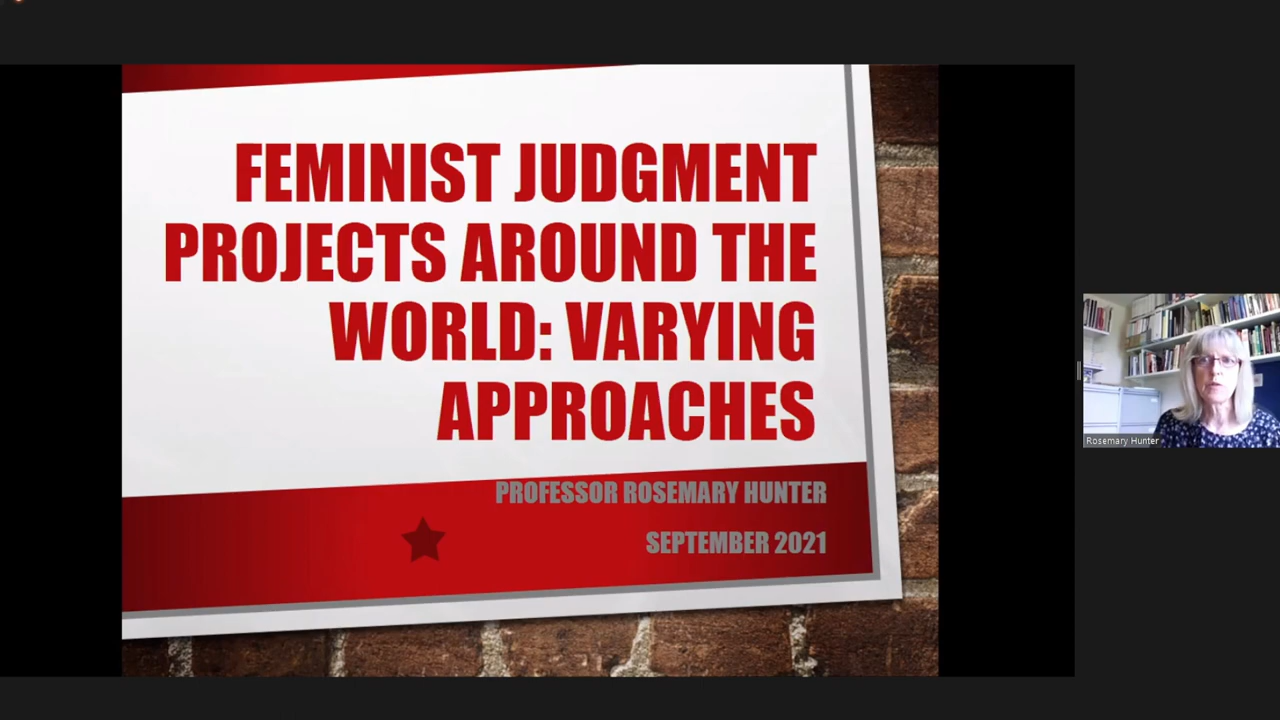 FEMINIST JUDGMENT
PROJECTS AROUND THE
WORLD: VARYING
APPROACHES
PROFESSOR ROSEMARY HUNTER
SEPTEMBER 2021
Rosemary Hunter